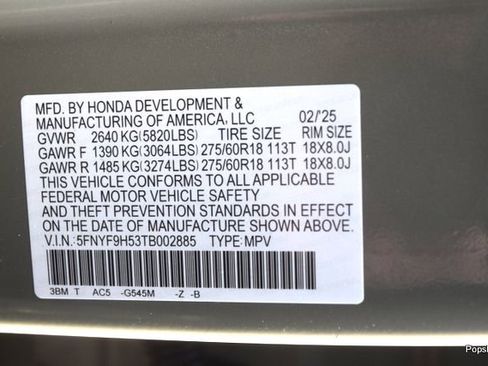 MFD. BY HONDA DEVELOPMENT &
MANUFACTURING OF AMERICA, LLC 02/'25
GVWR 2640 KG(5820LBS) TIRE SIZE RIM SIZE
GAWR F 1390 KG(3064LBS) 275/60R18 113T 18X8.0J
GAWR R 1485 KG(3274LBS) 275/60R18 113T 18X8.0J
THIS VEHICLE CONFORMS TO ALL APPLICABLE
FEDERAL MOTOR VEHICLE SAFETY
AND THEFT PREVENTION STANDARDS IN EFFECT ON
THE DATE OF MANUFACTURE SHOWN ABOVE.
V.I.N.:5FNYF9H53TB002885 TYPE: MPV
3BM T AC5 -G545M -Z -B